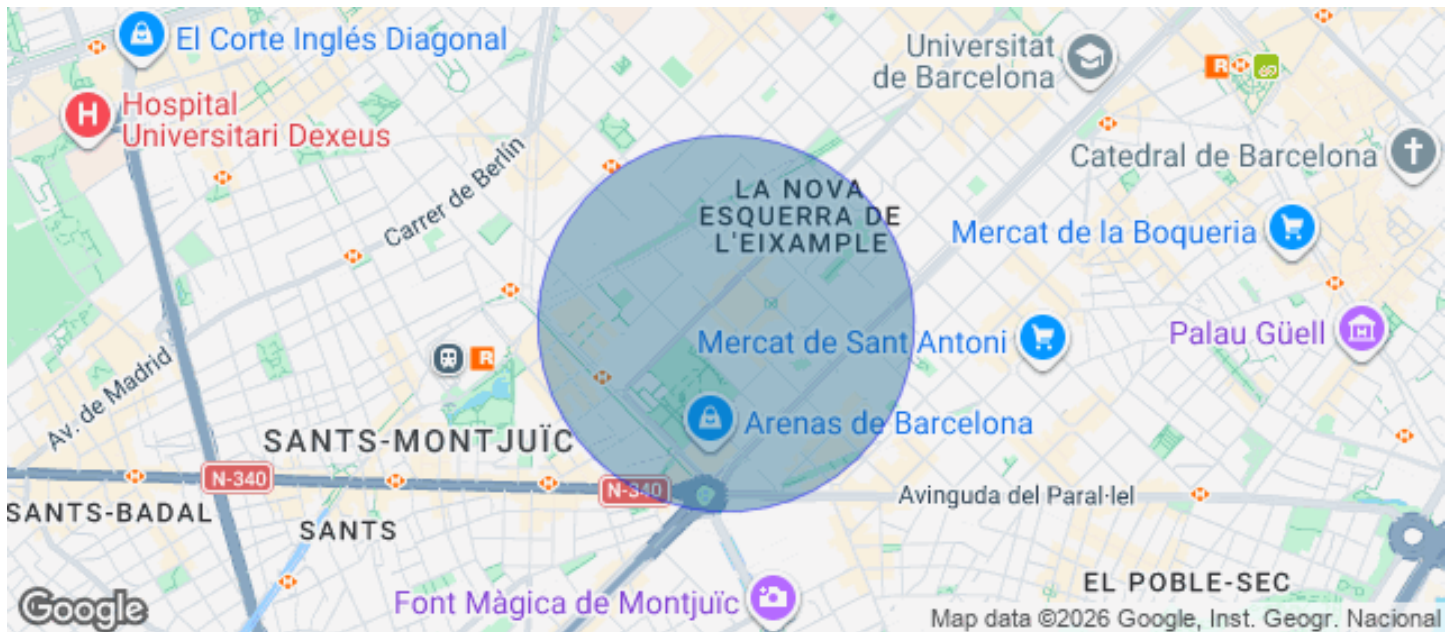 El Corte Inglés Diagonal
Universitat
de Barcelona
R
H
Hospital
Universitari Dexeus
Catedral de Barcelona
Carrer de Berlín
LA NOVA
ESQUERRA DE
L'EIXAMPLE
Mercat de la Boqueria
Mercat de Sant Antoni
Palau Güell
R
Av. de Madrid
Arenas de Barcelona
SANTS-MONTJUÏC
N-340
N-340
Avinguda del Paral·lel
SANTS-BADAL
SANTS
EL POBLE-SEC
Font Màgica de Montjuïc
Google
Map data ©2026 Google, Inst. Geogr. Nacional